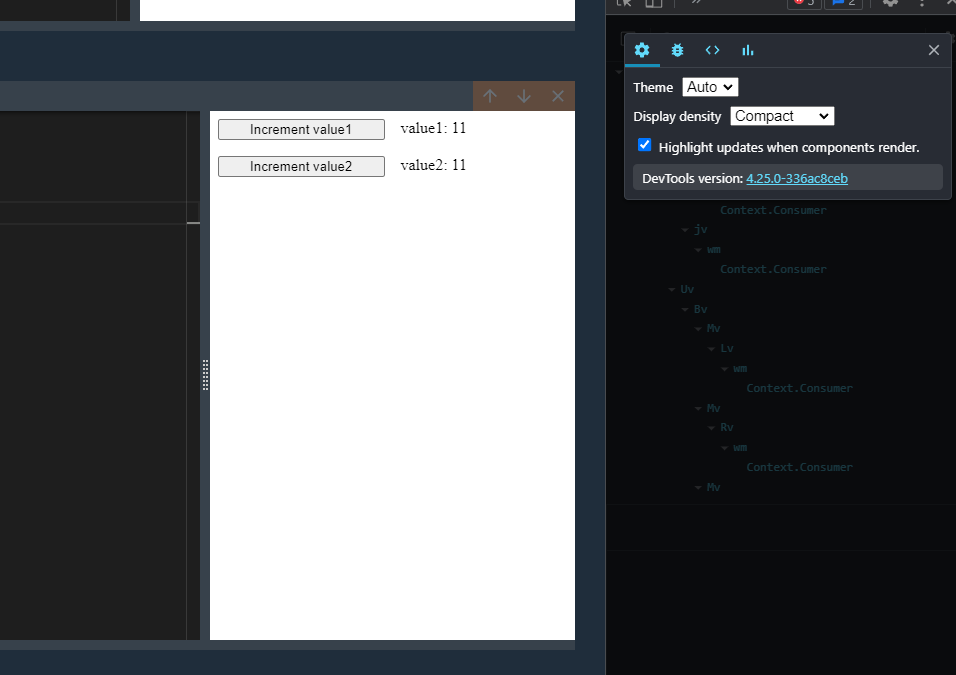 5
2
Theme Auto
Display density Compact
Highlight updates when components render.
DevTools version: 4.25.0-336ac8ceb
Increment value1 value1: 11
Increment value2 value2: 11
Context.Consumer
jv
wm
Context.Consumer
Uv
Bv
Mv
Lv
wm
Context.Consumer
Mv
Rv
wm
Context.Consumer
Mv